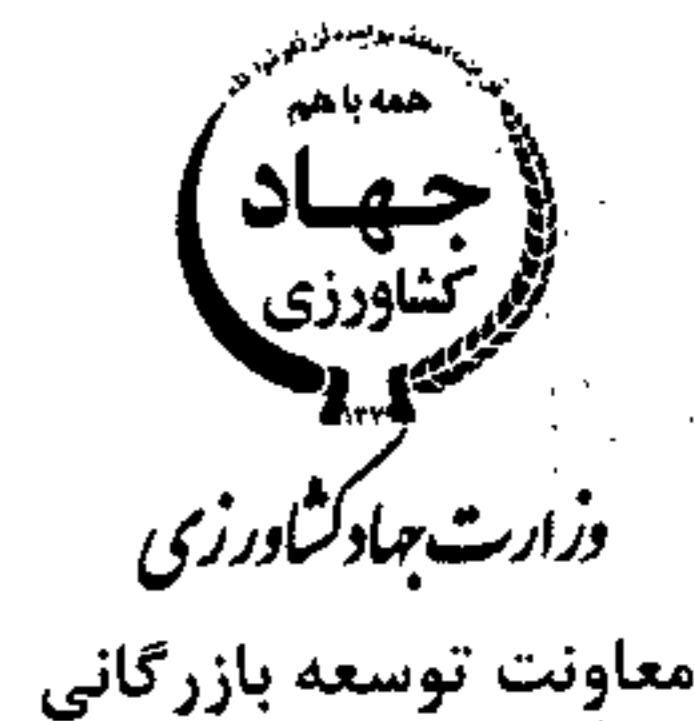 همه با هم
جهاد
کشاورزی
وزارت جهاد کشاورزی
معاونت توسعه بازرگانی